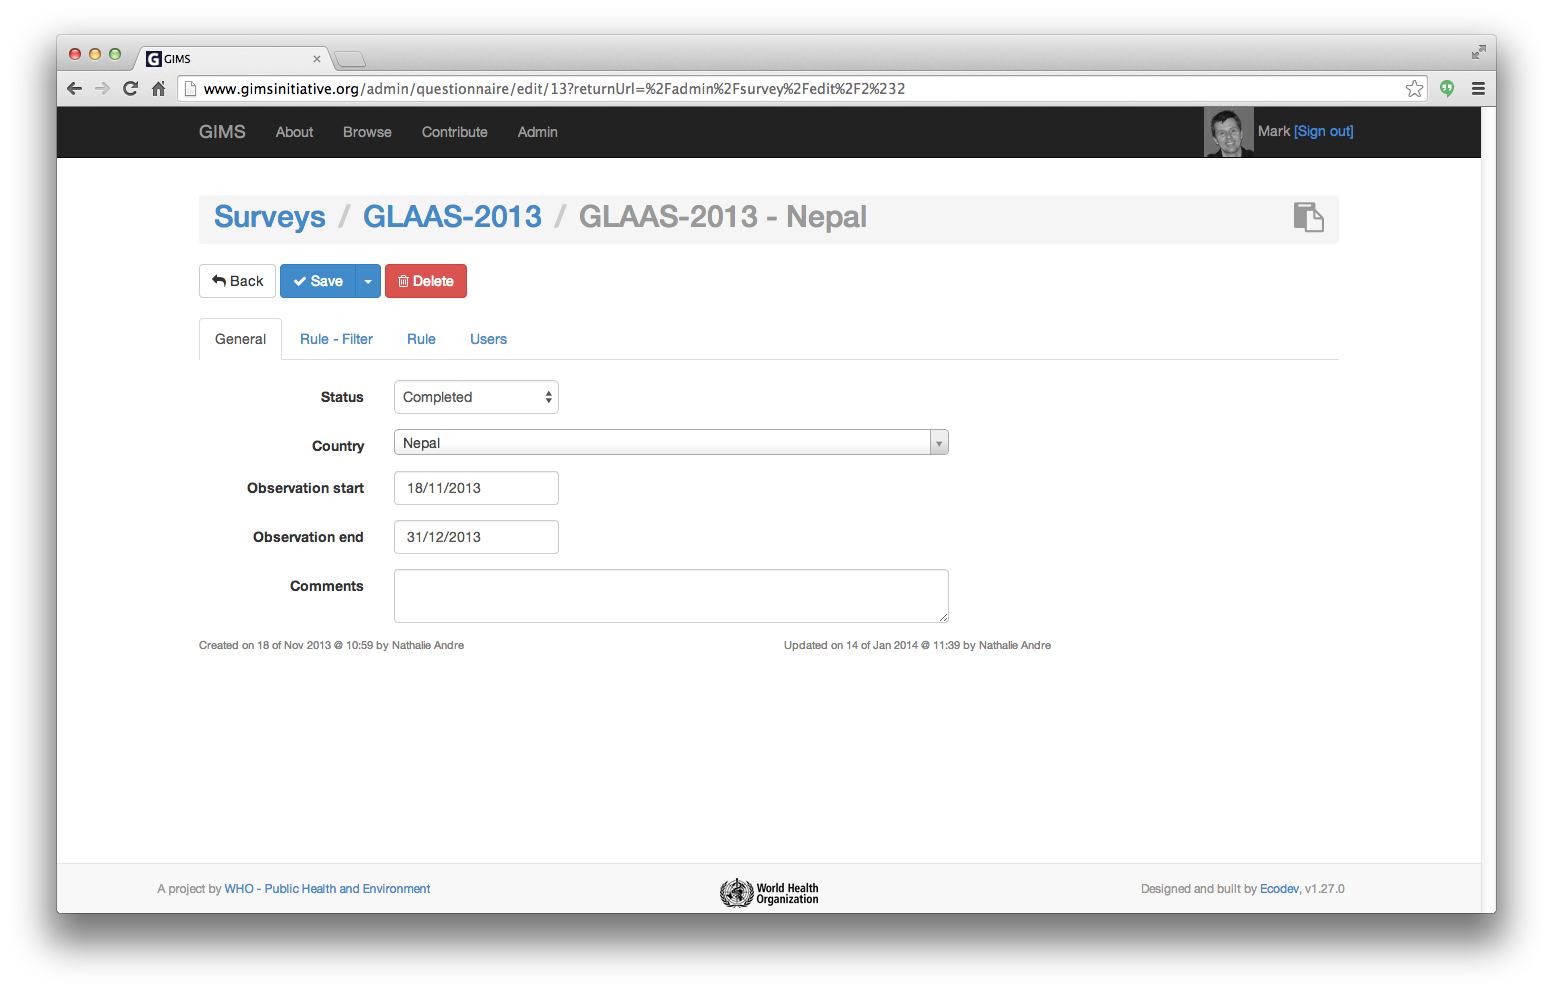 GIMS
www.gimsinitiative.org/admin/questionnaire/edit/13?returnUrl=%2Fadmin%2Fsurvey%2Fedit%2F2%232
GIMS About Browse Contribute Admin Mark [Sign out]
Surveys / GLAAS-2013 / GLAAS-2013 - Nepal
Back Save Delete
General Rule - Filter Rule Users
Status Completed
Country Nepal
Observation start 18/11/2013
Observation end 31/12/2013
Comments
Created on 18 of Nov 2013 @ 10:59 by Nathalie Andre Updated on 14 of Jan 2014 @ 11:39 by Nathalie Andre
A project by WHO - Public Health and Environment World Health Designed and built by Ecodev, v1.27.0
Organization